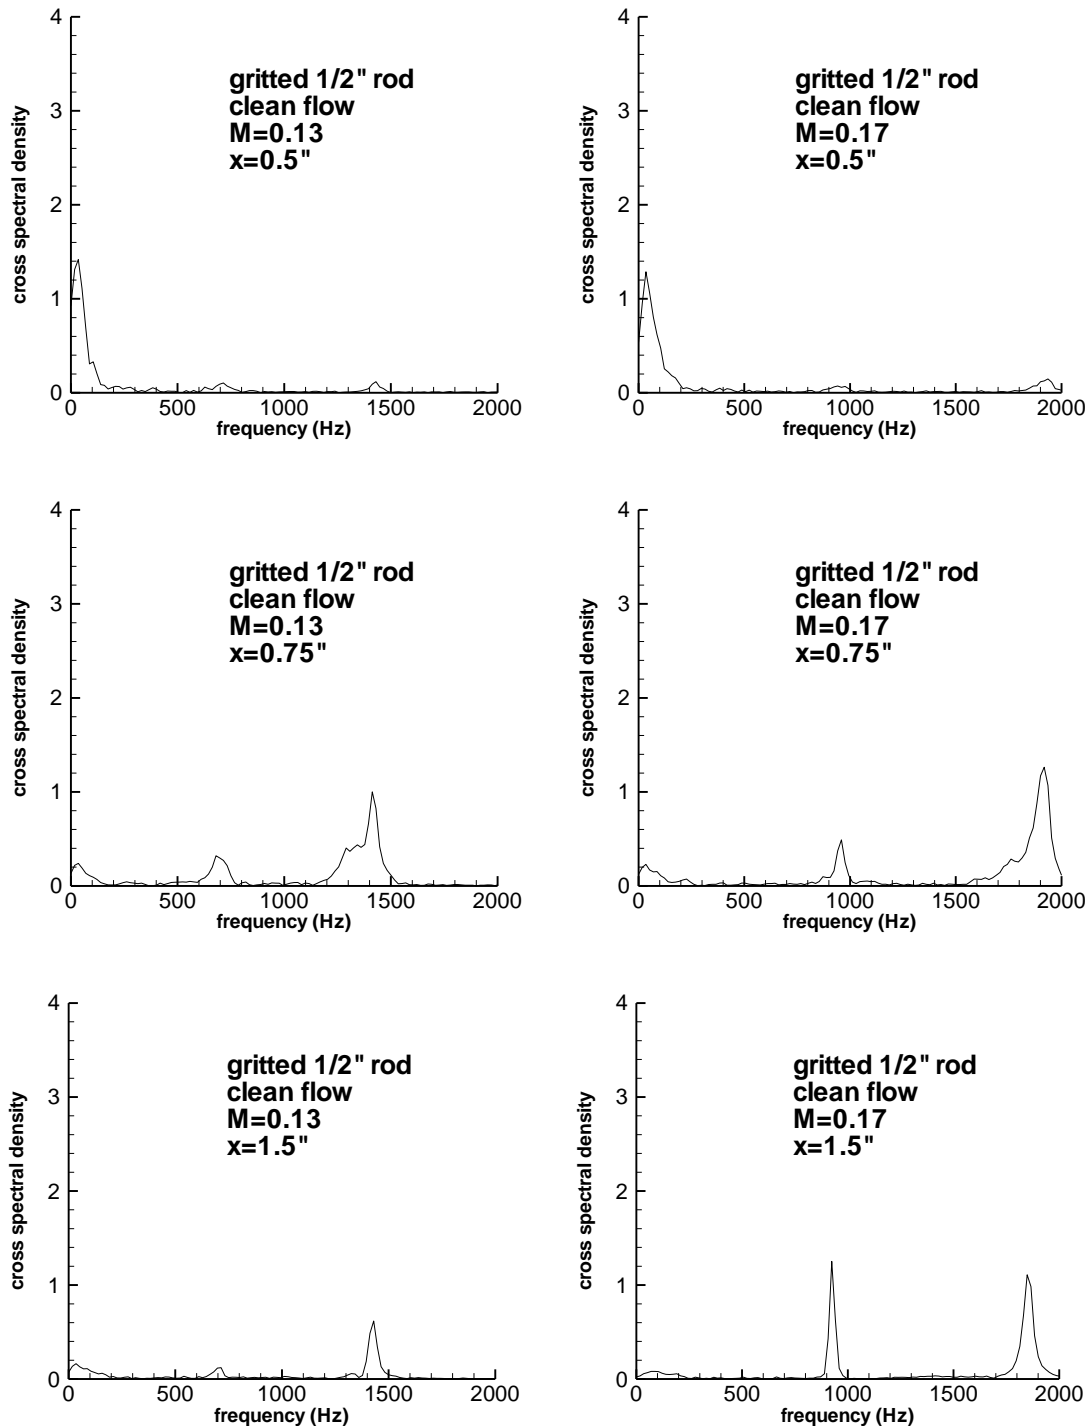 4
3
2
1
0
cross spectral density
gritted 1/2" rod
clean flow
M=0.13
x=0.5"
0 500 1000 1500 2000
frequency (Hz)
4
3
2
1
0
cross spectral density
gritted 1/2" rod
clean flow
M=0.17
x=0.5"
0 500 1000 1500 2000
frequency (Hz)
4
3
2
1
0
cross spectral density
gritted 1/2" rod
clean flow
M=0.13
x=0.75"
0 500 1000 1500 2000
frequency (Hz)
4
3
2
1
0
cross spectral density
gritted 1/2" rod
clean flow
M=0.17
x=0.75"
0 500 1000 1500 2000
frequency (Hz)
4
3
2
1
0
cross spectral density
gritted 1/2" rod
clean flow
M=0.13
x=1.5"
0 500 1000 1500 2000
frequency (Hz)
4
3
2
1
0
cross spectral density
gritted 1/2" rod
clean flow
M=0.17
x=1.5"
0 500 1000 1500 2000
frequency (Hz)